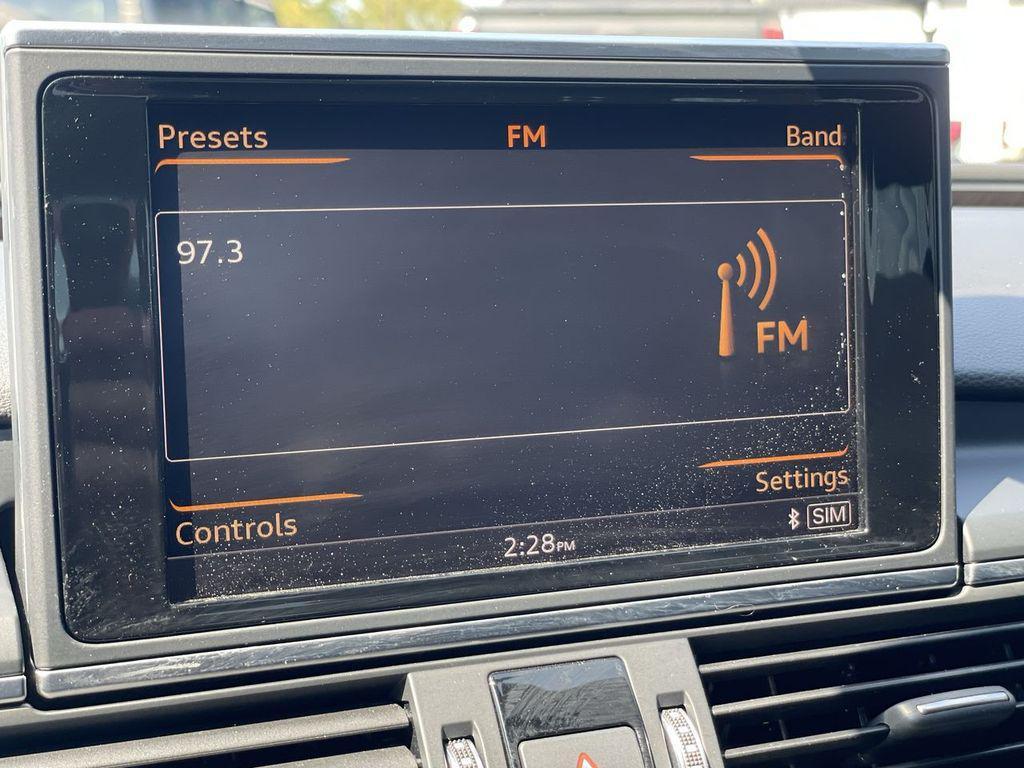 Presets FM Band
97.3
FM
Settings
Controls
SIM
2:28PM